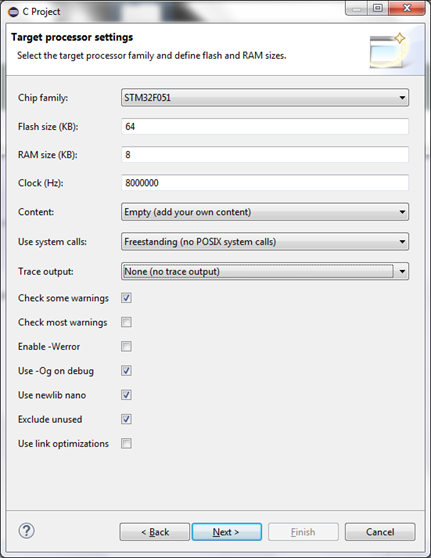 C Project
Target processor settings
Select the target processor family and define flash and RAM sizes.
Chip family: STM32F051
Flash size (KB): 64
RAM size (KB): 8
Clock (Hz): 8000000
Content: Empty (add your own content)
Use system calls: Freestanding (no POSIX system calls)
Trace output: None (no trace output)
Check some warnings
Check most warnings
Enable -Werror
Use -Og on debug
Use newlib nano
Exclude unused
Use link optimizations
? < Back Next > Finish Cancel